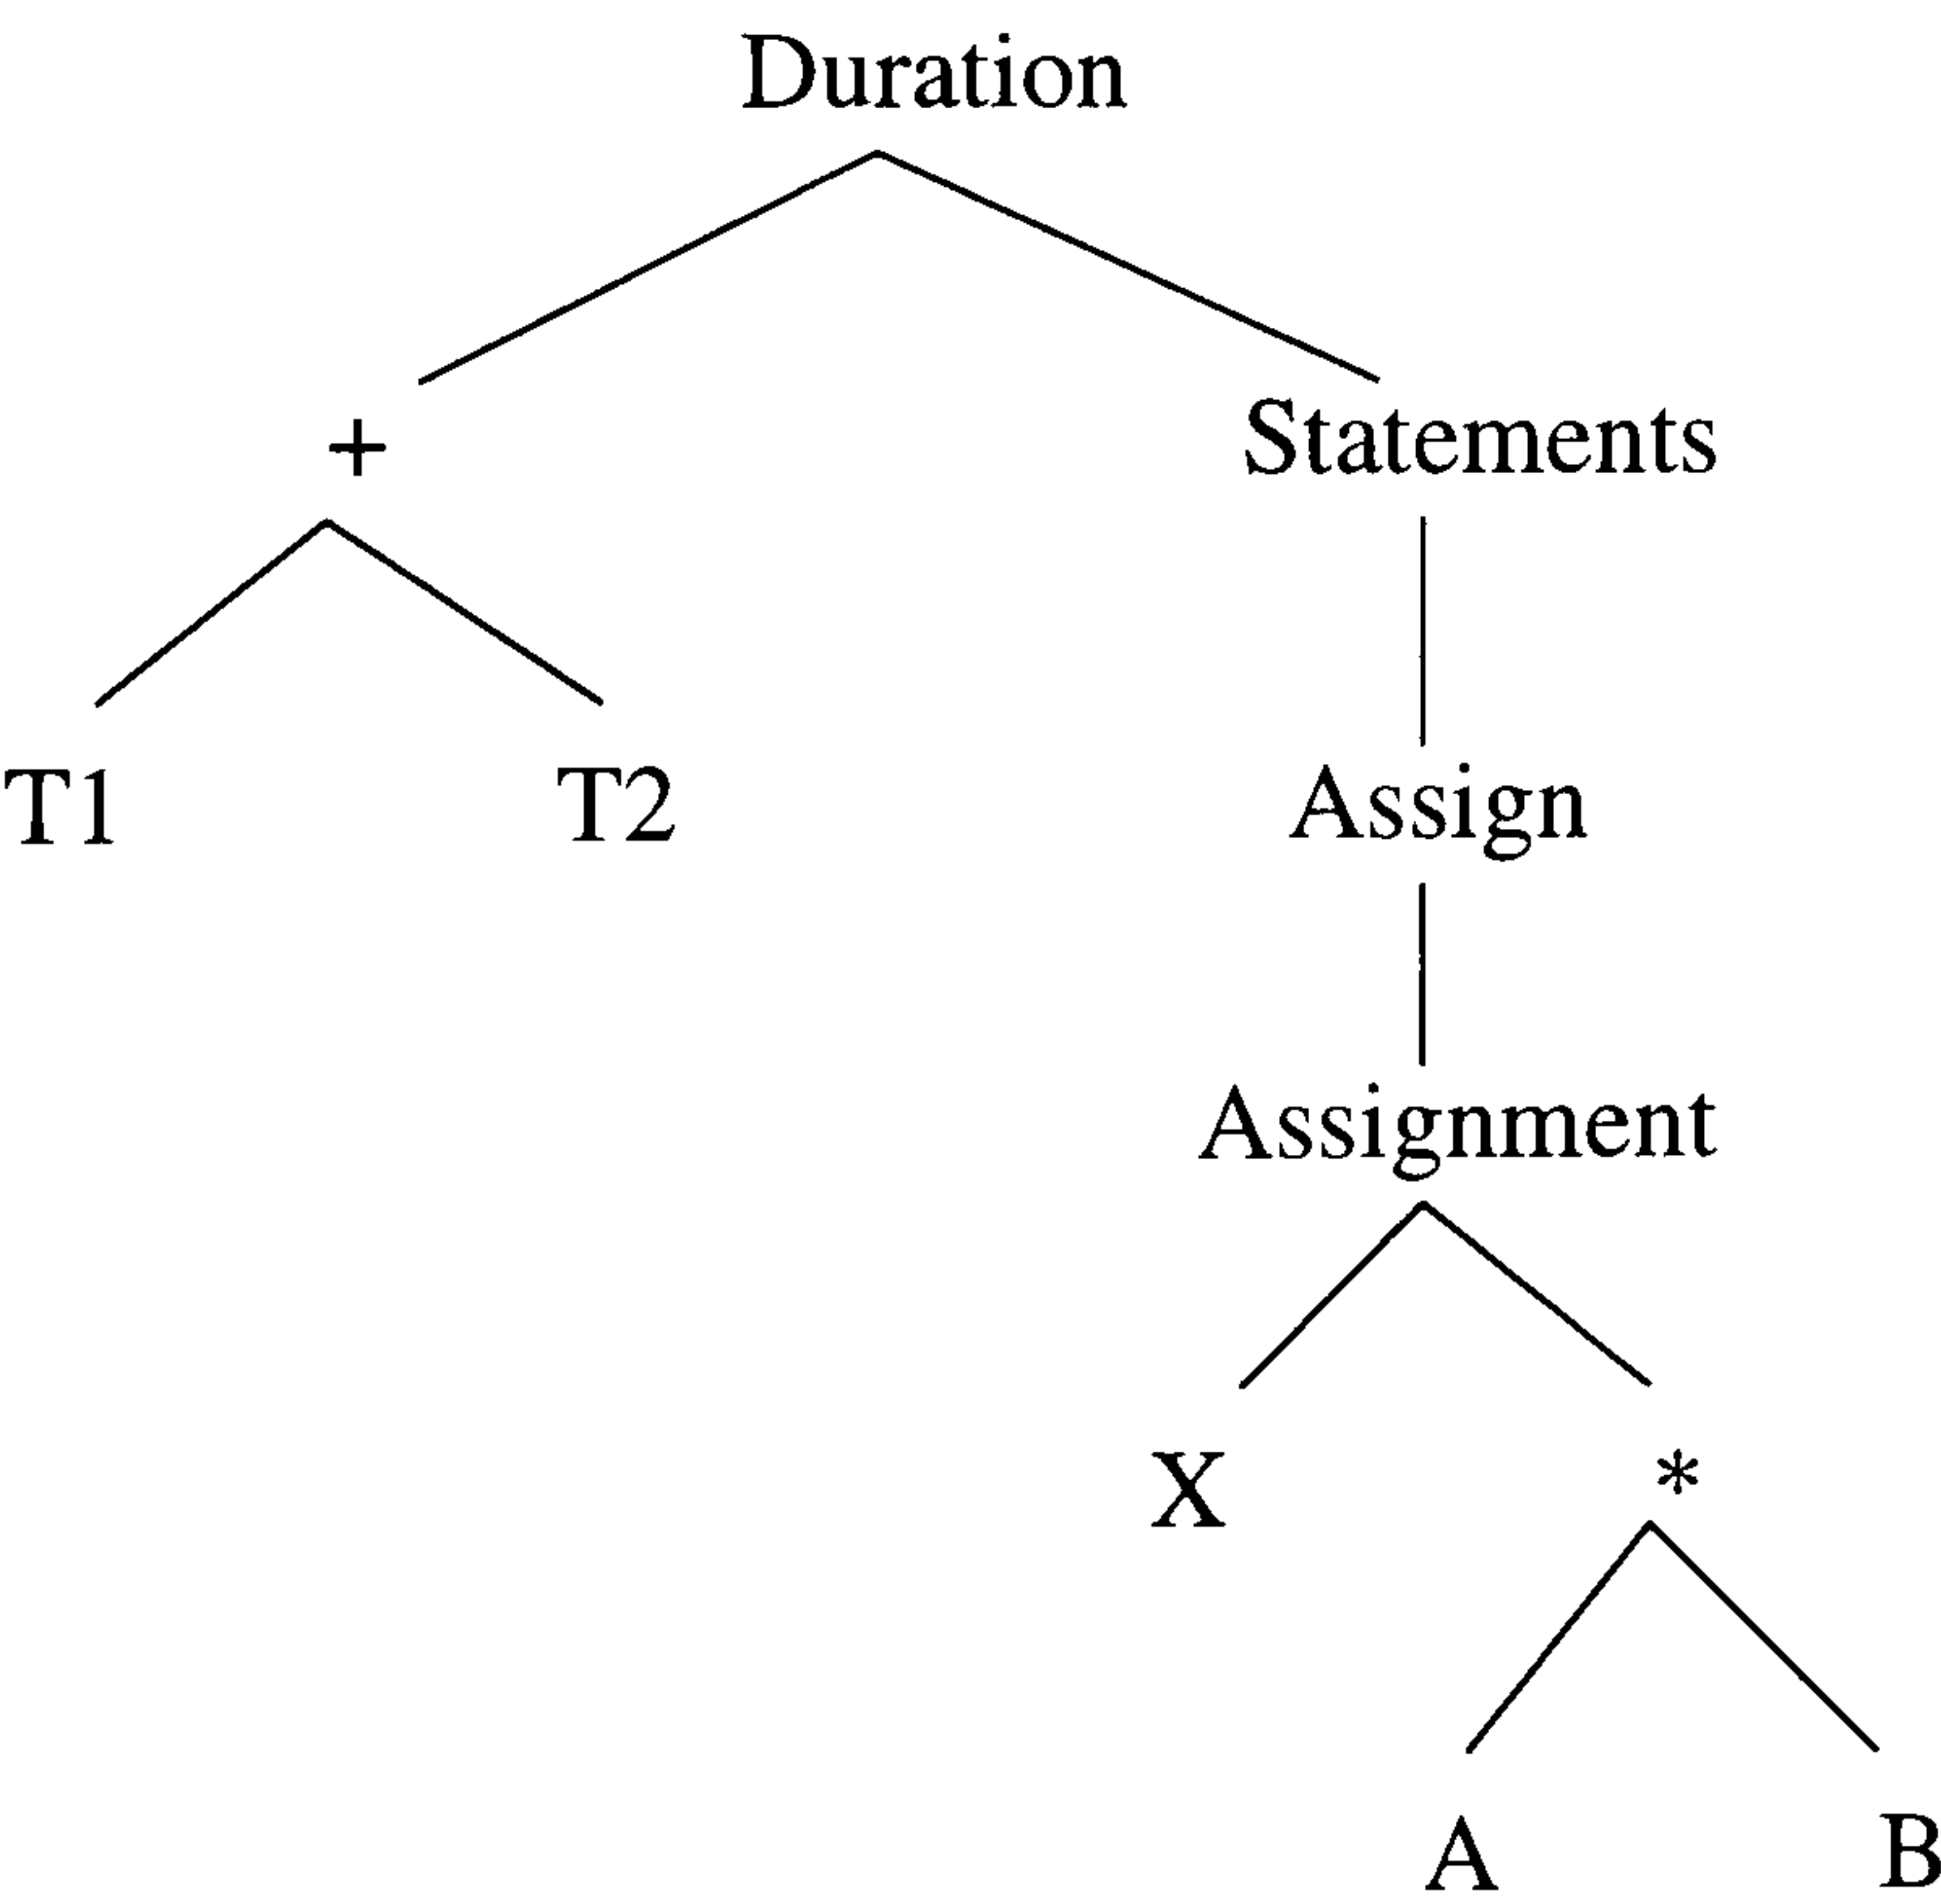 Duration
+ Statements
T1 T2 Assign
Assignment
X *
A B